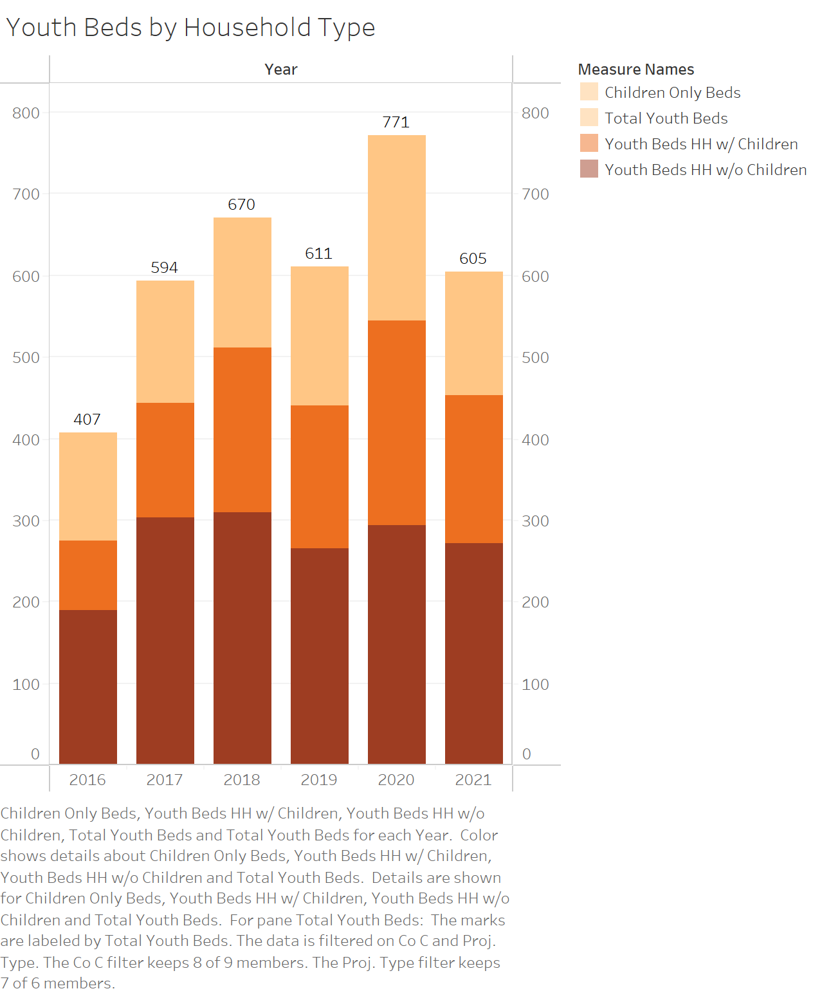 Youth Beds by Household Type
Year
Measure Names
Children Only Beds
Total Youth Beds
Youth Beds HH w/ Children
Youth Beds HH w/o Children
800
700
600
500
400
300
200
100
0
407
594
670
611
771
605
800
700
600
500
400
300
200
100
0
2016
2017
2018
2019
2020
2021
Children Only Beds, Youth Beds HH w/ Children, Youth Beds HH w/o
Children, Total Youth Beds and Total Youth Beds for each Year.  Color
shows details about Children Only Beds, Youth Beds HH w/ Children,
Youth Beds HH w/o Children and Total Youth Beds.  Details are shown
for Children Only Beds, Youth Beds HH w/ Children, Youth Beds HH w/o
Children and Total Youth Beds.  For pane Total Youth Beds:  The marks
are labeled by Total Youth Beds. The data is filtered on Co C and Proj.
Type. The Co C filter keeps 8 of 9 members. The Proj. Type filter keeps
7 of 6 members.